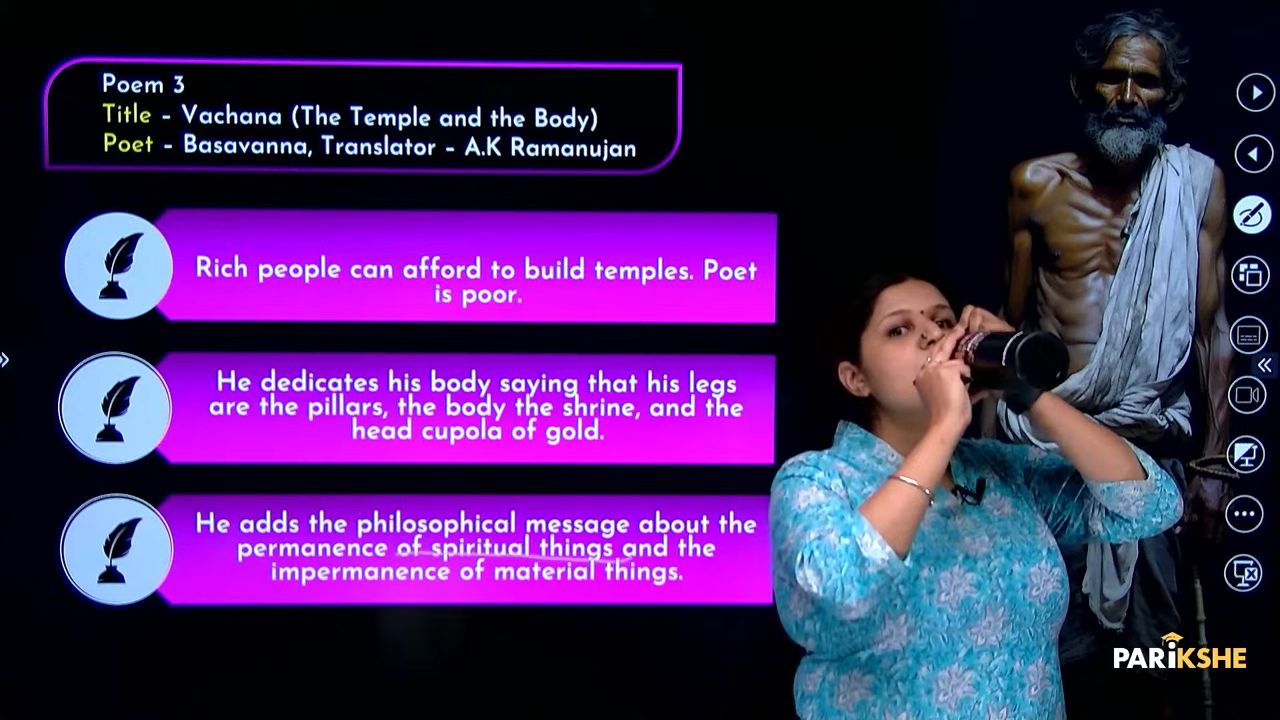 Poem 3
Title - Vachana (The Temple and the Body)
Poet - Basavanna, Translator - A.K Ramanujan
Rich people can afford to build temples. Poet
is poor.
He dedicates his body saying that his legs
are the pillars, the body the shrine, and the
head cupola of gold.
He adds the philosophical message about the
permanence of spiritual things and the
impermanence of material things.
PARIKSHE